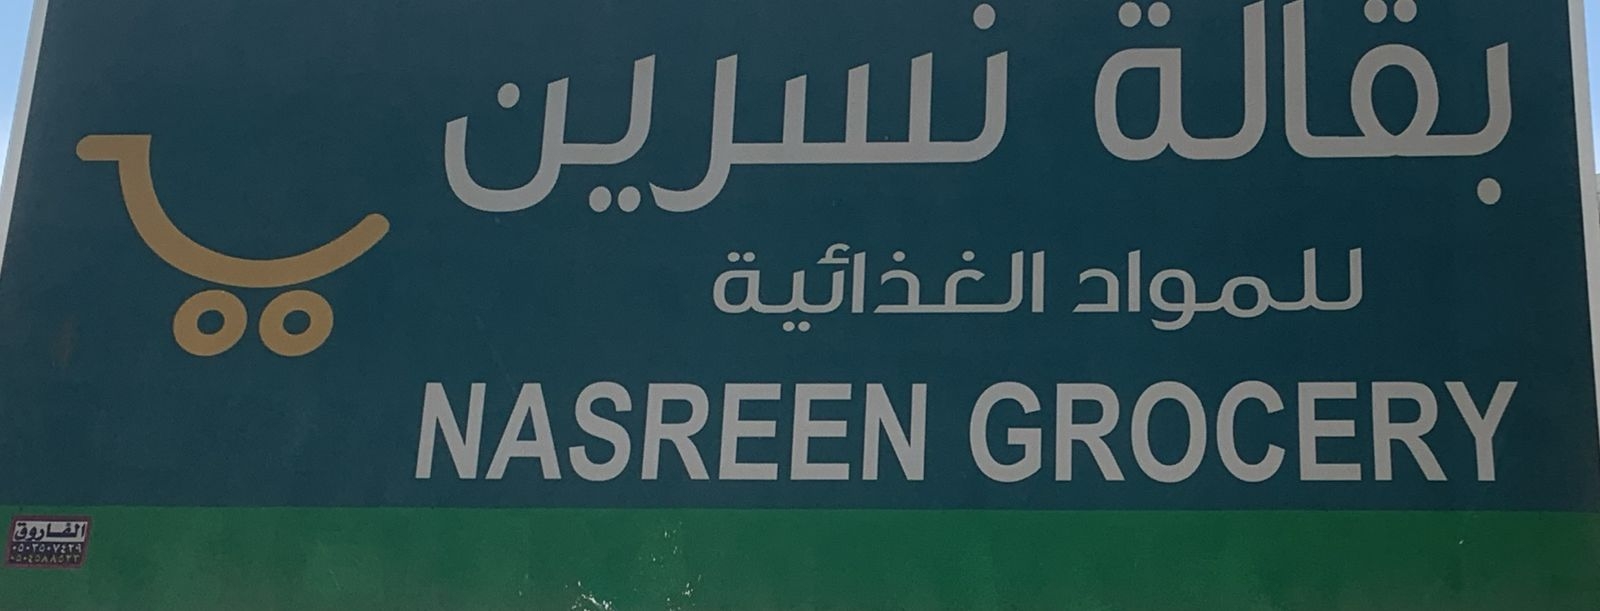 بقالة نسرين
للمواد الغذائية
NASREEN GROCERY
الفاروق